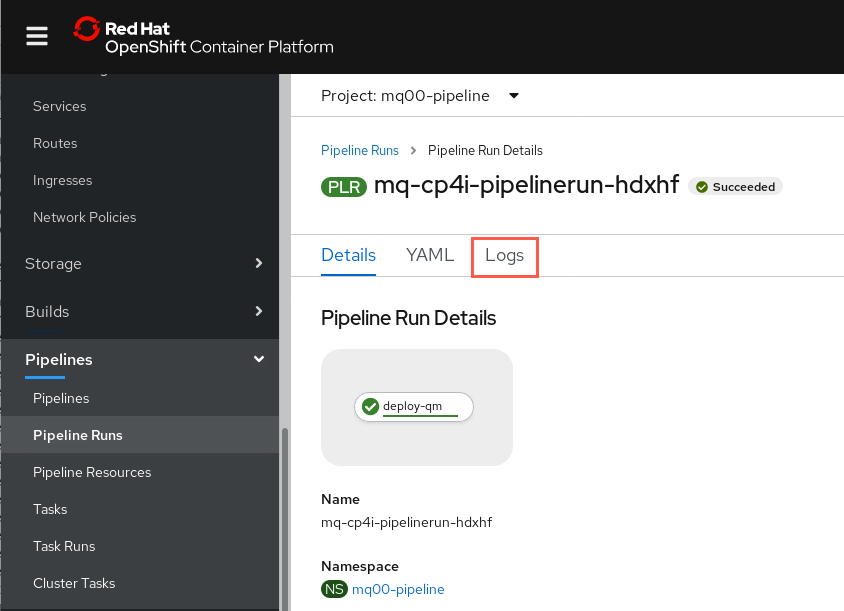 Red Hat
OpenShift Container Platform
Services
Routes
Ingresses
Network Policies
Storage
Builds
Pipelines
Pipelines
Pipeline Runs
Pipeline Resources
Tasks
Task Runs
Cluster Tasks
Project: mq00-pipeline
Pipeline Runs > Pipeline Run Details
PLR mq-cp4i-pipelinerun-hdxhf Succeeded
Details YAML Logs
Pipeline Run Details
deploy-qm
Name
mq-cp4i-pipelinerun-hdxhf
Namespace
NS mq00-pipeline